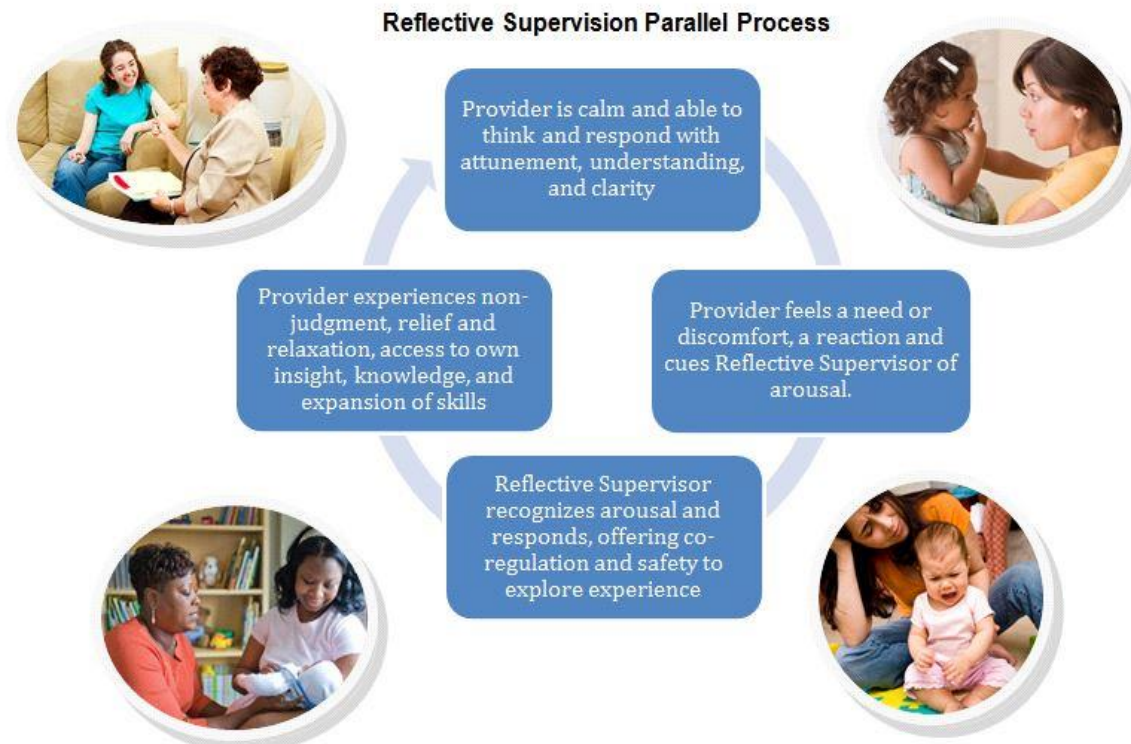 Reflective Supervision Parallel Process
Provider is calm and able to
think and respond with
attunement, understanding,
and clarity
Provider feels a need or
discomfort, a reaction and
cues Reflective Supervisor of
arousal.
Reflective Supervisor
recognizes arousal and
responds, offering co-
regulation and safety to
explore experience
Provider experiences non-
judgment, relief and
relaxation, access to own
insight, knowledge, and
expansion of skills